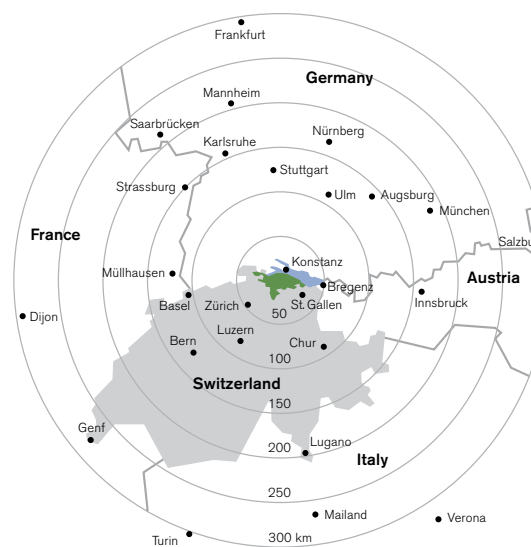 Frankfurt
Germany
Mannheim
Saarbrücken
Nürnberg
Karlsruhe
Stuttgart
Strassburg
Ulm
Augsburg
München
France
Salzbu
Konstanz
Müllhausen
Austria
Bregenz
Basel
Zürich
St. Gallen
Innsbruck
50
Dijon
Luzern
Bern
Chur
100
Switzerland
150
Genf
Lugano
200
Italy
250
Mailand
Verona
Turin
300 km